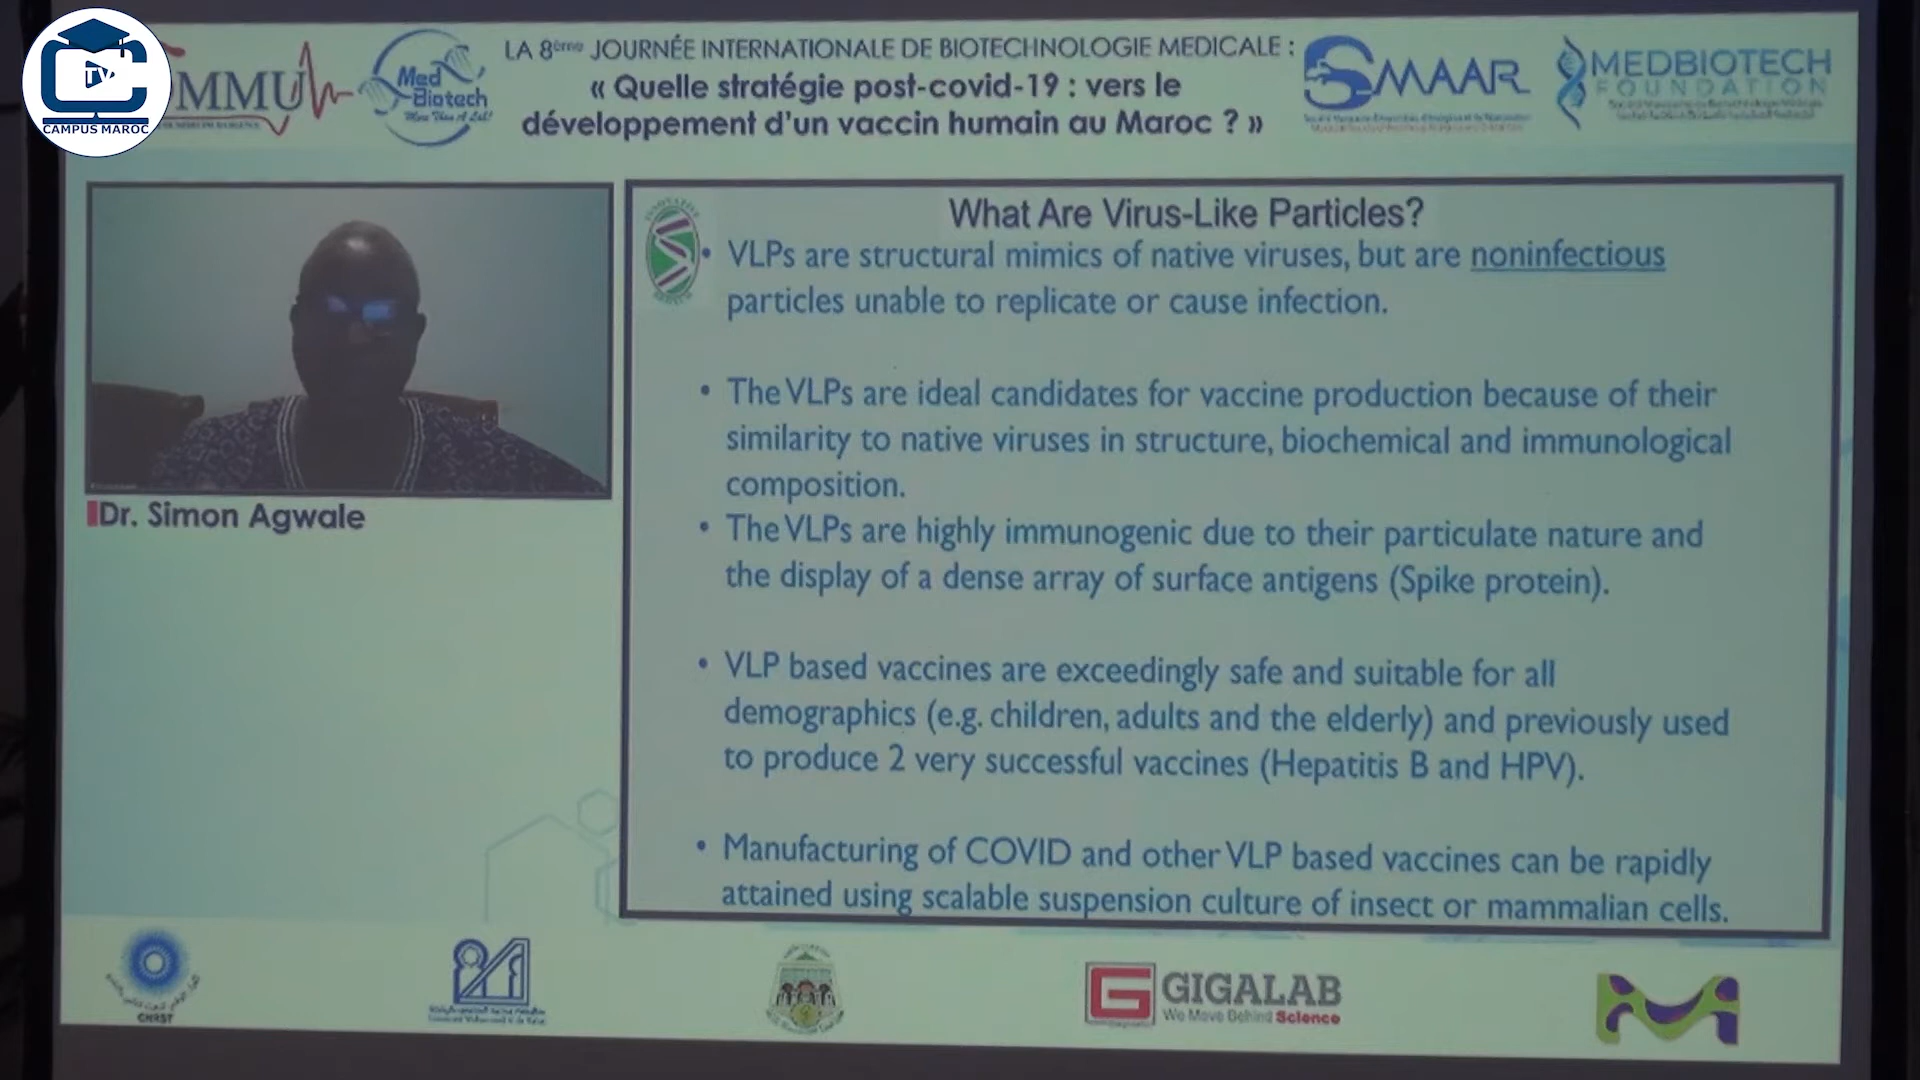 TV
CAMPUS MAROC
MMU
Med
Biotech
More Than A Lab!
LA 8ème JOURNÉE INTERNATIONALE DE BIOTECHNOLOGIE MEDICALE :
« Quelle stratégie post-covid-19 : vers le
développement d'un vaccin humain au Maroc ? »
SMAAR
MEDBIOTECH
FOUNDATION
Dr. Simon Agwale
What Are Virus-Like Particles?
• VLPs are structural mimics of native viruses, but are noninfectious
particles unable to replicate or cause infection.
• The VLPs are ideal candidates for vaccine production because of their
similarity to native viruses in structure, biochemical and immunological
composition.
• The VLPs are highly immunogenic due to their particulate nature and
the display of a dense array of surface antigens (Spike protein).
• VLP based vaccines are exceedingly safe and suitable for all
demographics (e.g. children, adults and the elderly) and previously used
to produce 2 very successful vaccines (Hepatitis B and HPV).
• Manufacturing of COVID and other VLP based vaccines can be rapidly
attained using scalable suspension culture of insect or mammalian cells.
CNRST
GIGALAB
We Move Behind Science